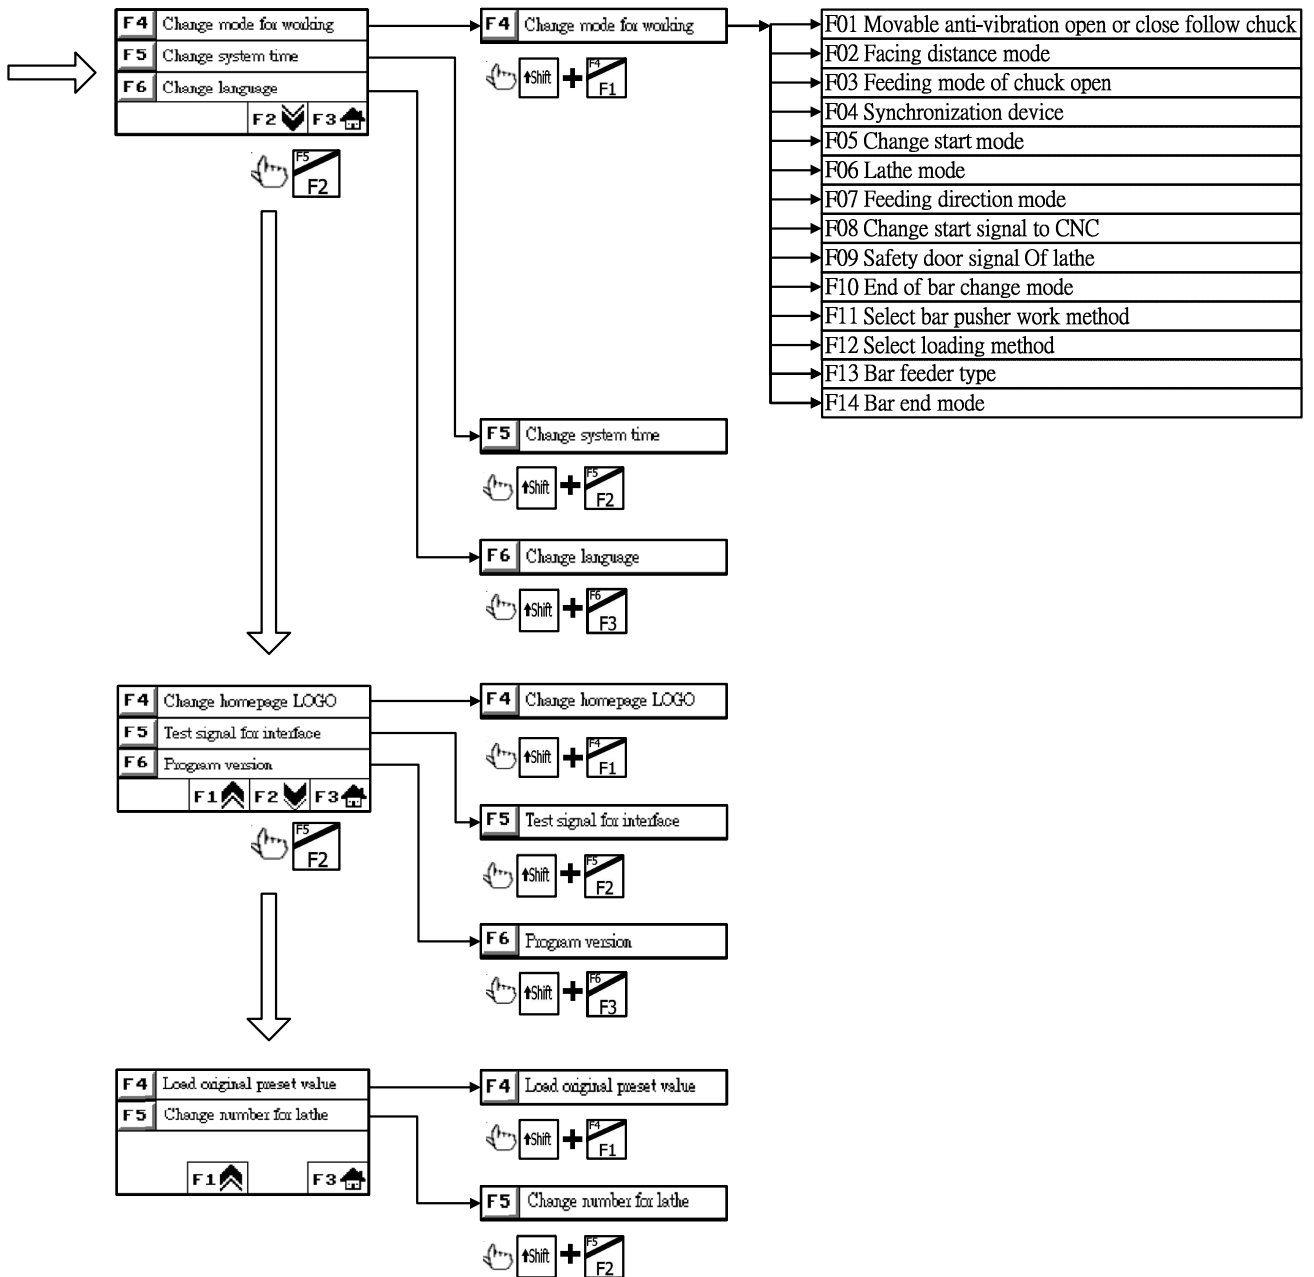 F4 Change mode for working
F5 Change system time
F6 Change language
F2 F3
F5
F2
F4 Change mode for working
↑Shift + F4
F1
F01 Movable anti-vibration open or close follow chuck
F02 Facing distance mode
F03 Feeding mode of chuck open
F04 Synchronization device
F05 Change start mode
F06 Lathe mode
F07 Feeding direction mode
F08 Change start signal to CNC
F09 Safety door signal Of lathe
F10 End of bar change mode
F11 Select bar pusher work method
F12 Select loading method
F13 Bar feeder type
F14 Bar end mode
F5 Change system time
↑Shift + F5
F2
F6 Change language
↑Shift + F6
F3
F4 Change homepage LOGO
F5 Test signal for interface
F6 Program version
F1 F2 F3
F5
F2
F4 Change homepage LOGO
↑Shift + F4
F1
F5 Test signal for interface
↑Shift + F5
F2
F6 Program version
↑Shift + F6
F3
F4 Load original preset value
F5 Change number for lathe
F1 F3
F4 Load original preset value
↑Shift + F4
F1
F5 Change number for lathe
↑Shift + F5
F2